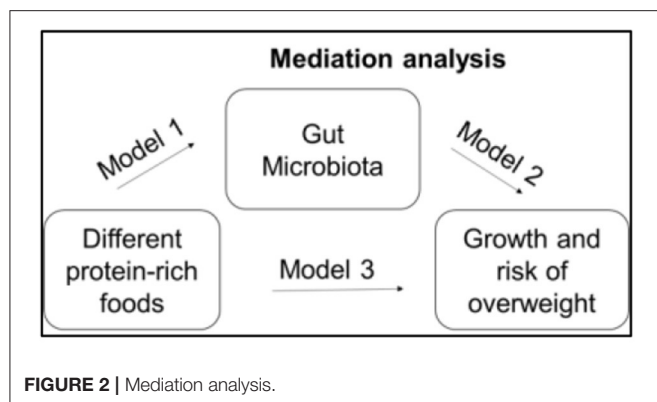 Mediation analysis
Model 1
Gut
Microbiota
Model 2
Different
protein-rich
foods
Model 3
Growth and
risk of
overweight
FIGURE 2 | Mediation analysis.